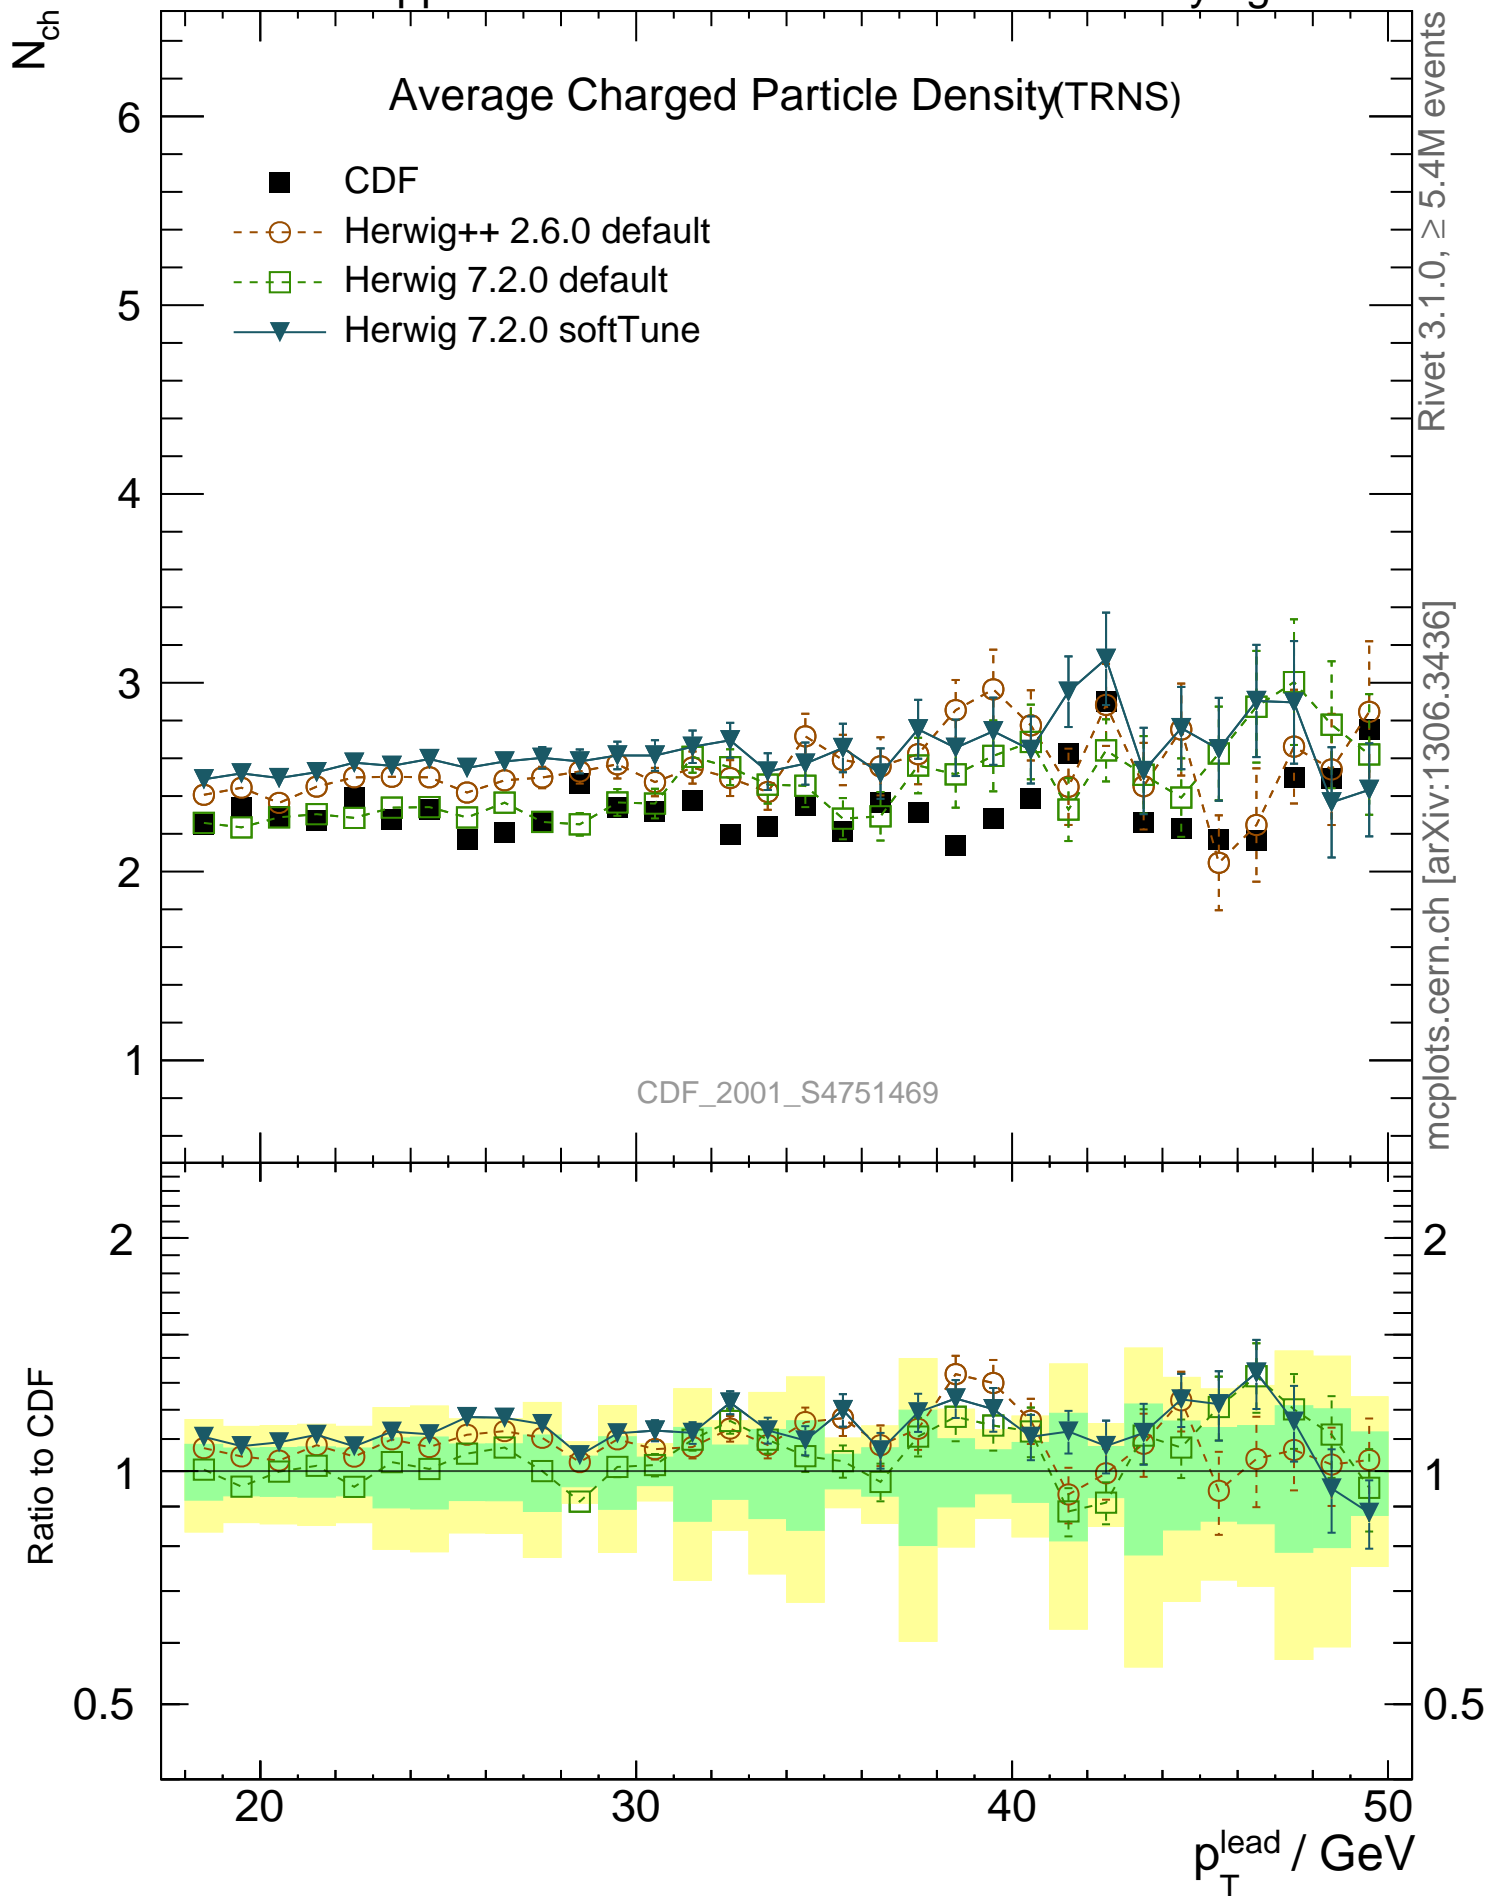 N_ch
Average Charged Particle Density (TRNS)
CDF
Herwig++ 2.6.0 default
Herwig 7.2.0 default
Herwig 7.2.0 softTune
6
5
4
3
2
1
CDF_2001_S4751469
Rivet 3.1.0, ≥ 5.4M events
mcplots.cern.ch [arXiv:1306.3436]
Ratio to CDF
2
1
0.5
2
1
0.5
20
30
40
50
p_T^lead / GeV